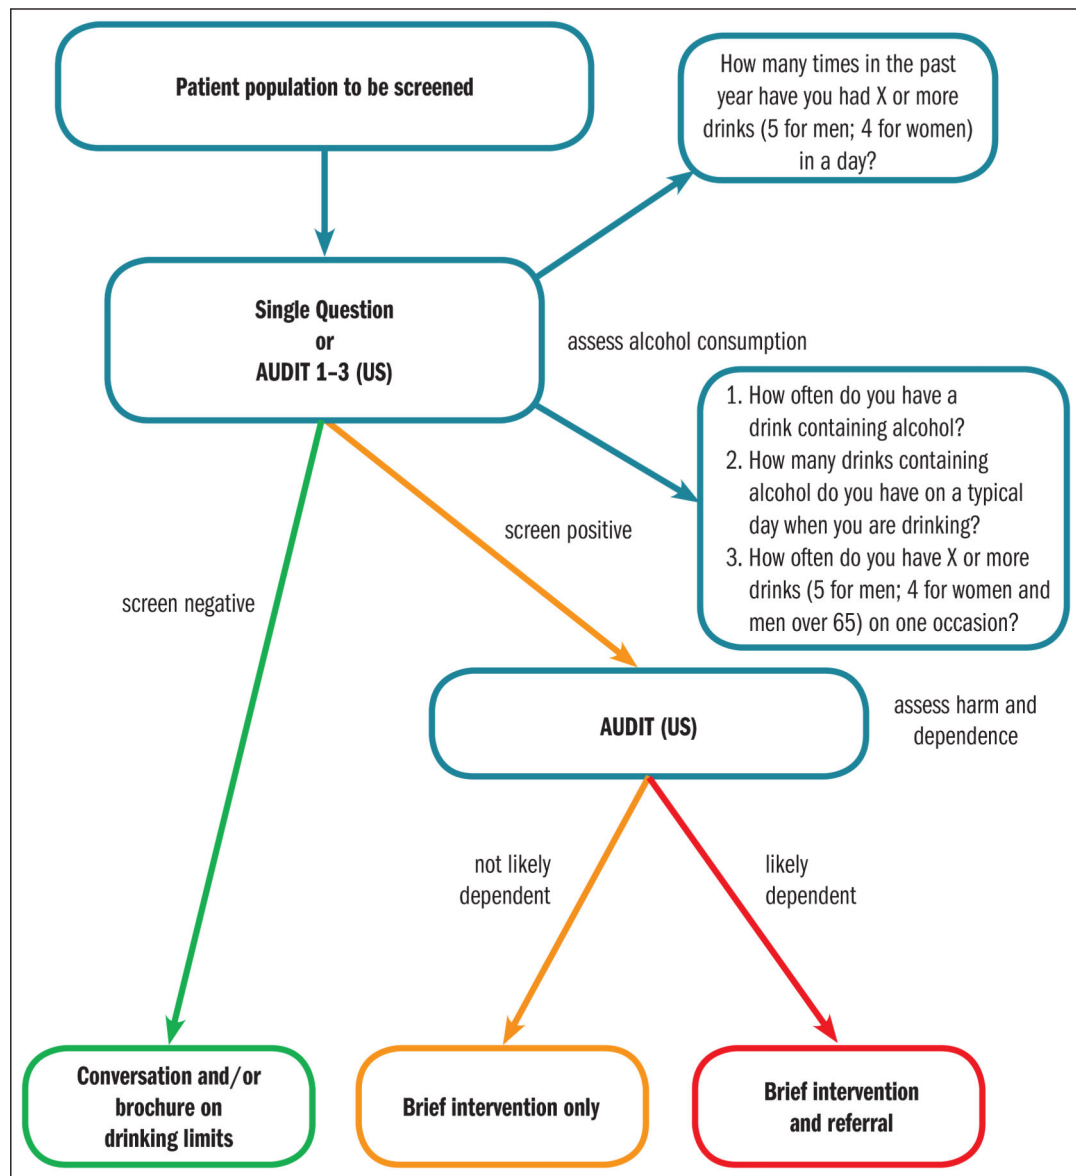 Patient population to be screened
How many times in the past
year have you had X or more
drinks (5 for men; 4 for women)
in a day?
Single Question
or
AUDIT 1–3 (US)
assess alcohol consumption
1. How often do you have a
drink containing alcohol?
2. How many drinks containing
alcohol do you have on a typical
day when you are drinking?
3. How often do you have X or more
drinks (5 for men; 4 for women and
men over 65) on one occasion?
screen positive
screen negative
AUDIT (US)
assess harm and
dependence
not likely
dependent
likely
dependent
Conversation and/or
brochure on
drinking limits
Brief intervention only
Brief intervention
and referral